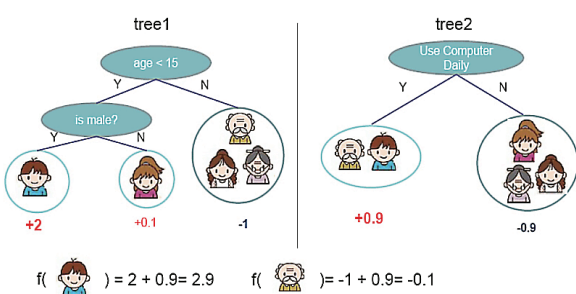 tree1
age < 15
Y
N
is male?
Y
N
+2
+0.1
-1
tree2
Use Computer
Daily
Y
N
+0.9
-0.9
f( ) = 2 + 0.9= 2.9
f( )= -1 + 0.9= -0.1